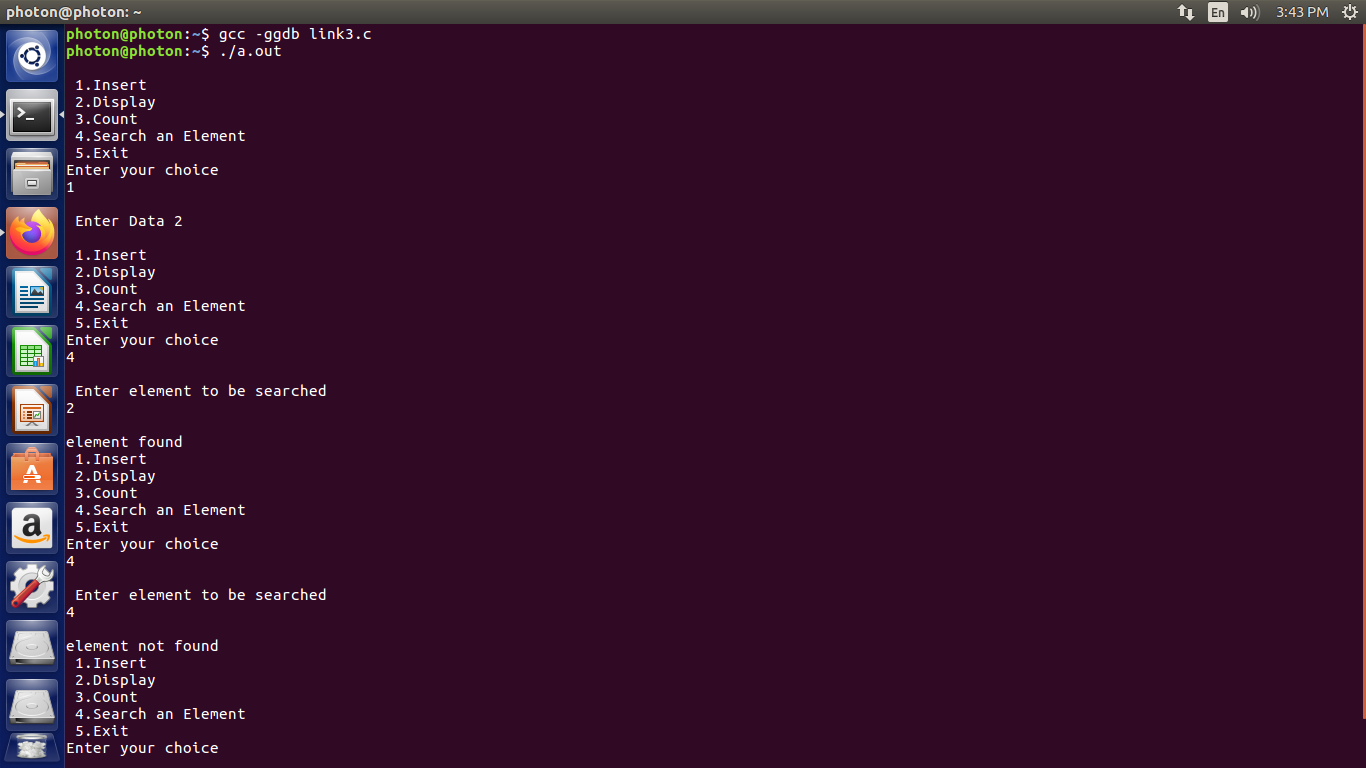 photon@photon: ~
En
3:43 PM
photon@photon:~$ gcc -ggdb link3.c
photon@photon:~$ ./a.out
1.Insert
2.Display
3.Count
4.Search an Element
5.Exit
Enter your choice
1
Enter Data 2
1.Insert
2.Display
3.Count
4.Search an Element
5.Exit
Enter your choice
4
Enter element to be searched
2
element found
1.Insert
2.Display
3.Count
4.Search an Element
5.Exit
Enter your choice
4
Enter element to be searched
4
element not found
1.Insert
2.Display
3.Count
4.Search an Element
5.Exit
Enter your choice